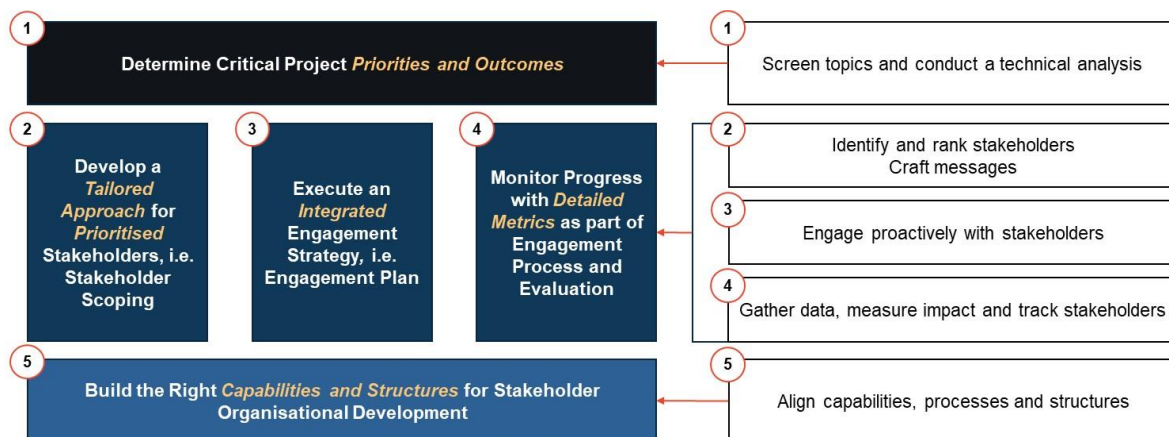 1
Determine Critical Project Priorities and Outcomes
1
Screen topics and conduct a technical analysis
2
Develop a
Tailored
Approach for
Prioritised
Stakeholders, i.e.
Stakeholder
Scoping
3
Execute an
Integrated
Engagement
Strategy, i.e.
Engagement Plan
4
Monitor Progress
with Detailed
Metrics as part of
Engagement
Process and
Evaluation
2
Identify and rank stakeholders
Craft messages
3
Engage proactively with stakeholders
4
Gather data, measure impact and track stakeholders
5
Build the Right Capabilities and Structures for Stakeholder
Organisational Development
5
Align capabilities, processes and structures